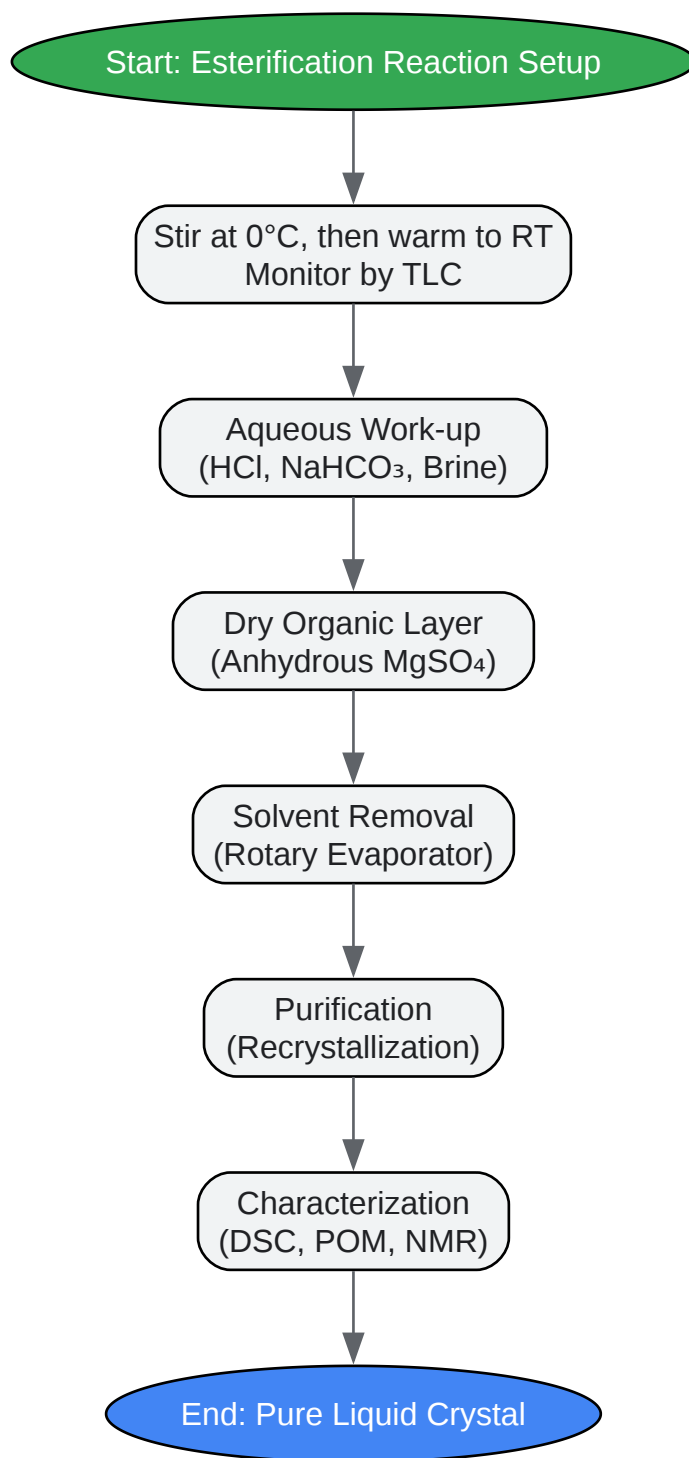 Start: Esterification Reaction Setup
Stir at 0°C, then warm to RT
Monitor by TLC
Aqueous Work-up
(HCl, NaHCO₃, Brine)
Dry Organic Layer
(Anhydrous MgSO₄)
Solvent Removal
(Rotary Evaporator)
Purification
(Recrystallization)
Characterization
(DSC, POM, NMR)
End: Pure Liquid Crystal